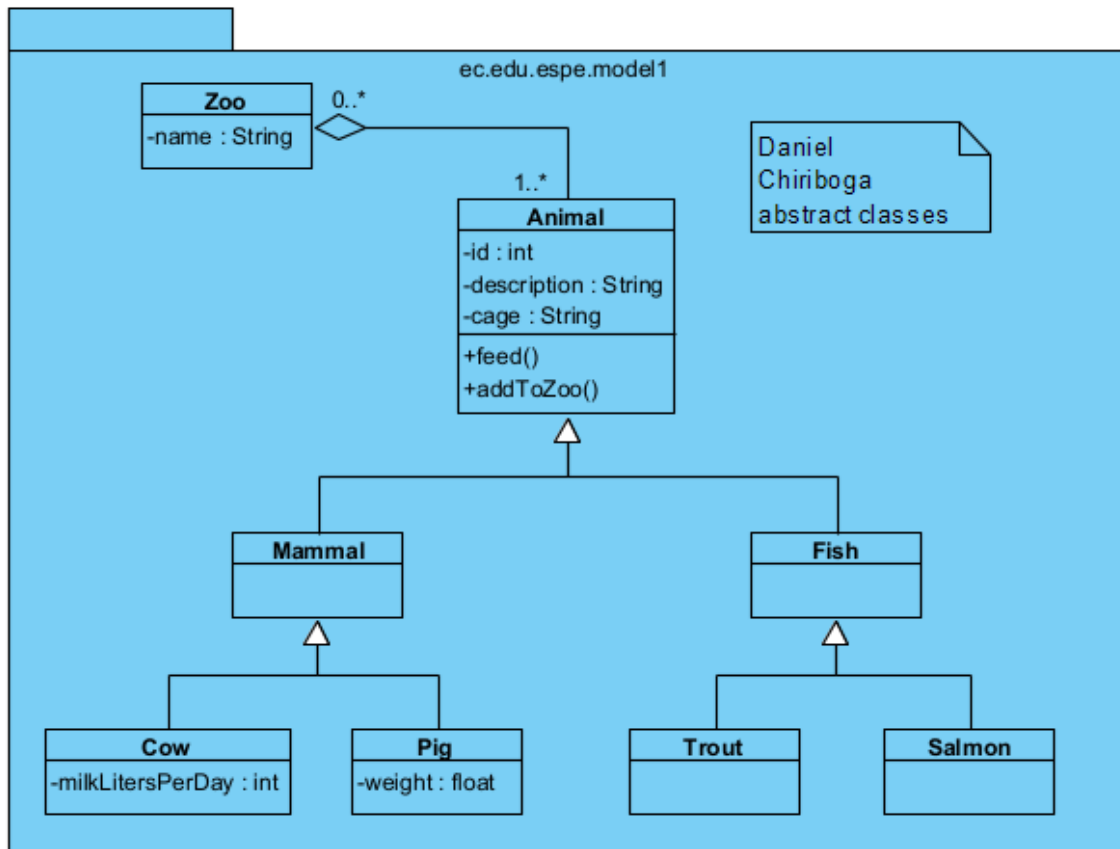 ec.edu.espe.model1
Zoo
-name : String
0..*
1..*
Daniel
Chiriboga
abstract classes
Animal
-id : int
-description : String
-cage : String
+feed()
+addToZoo()
Mammal
Fish
Cow
-milkLitersPerDay : int
Pig
-weight : float
Trout
Salmon